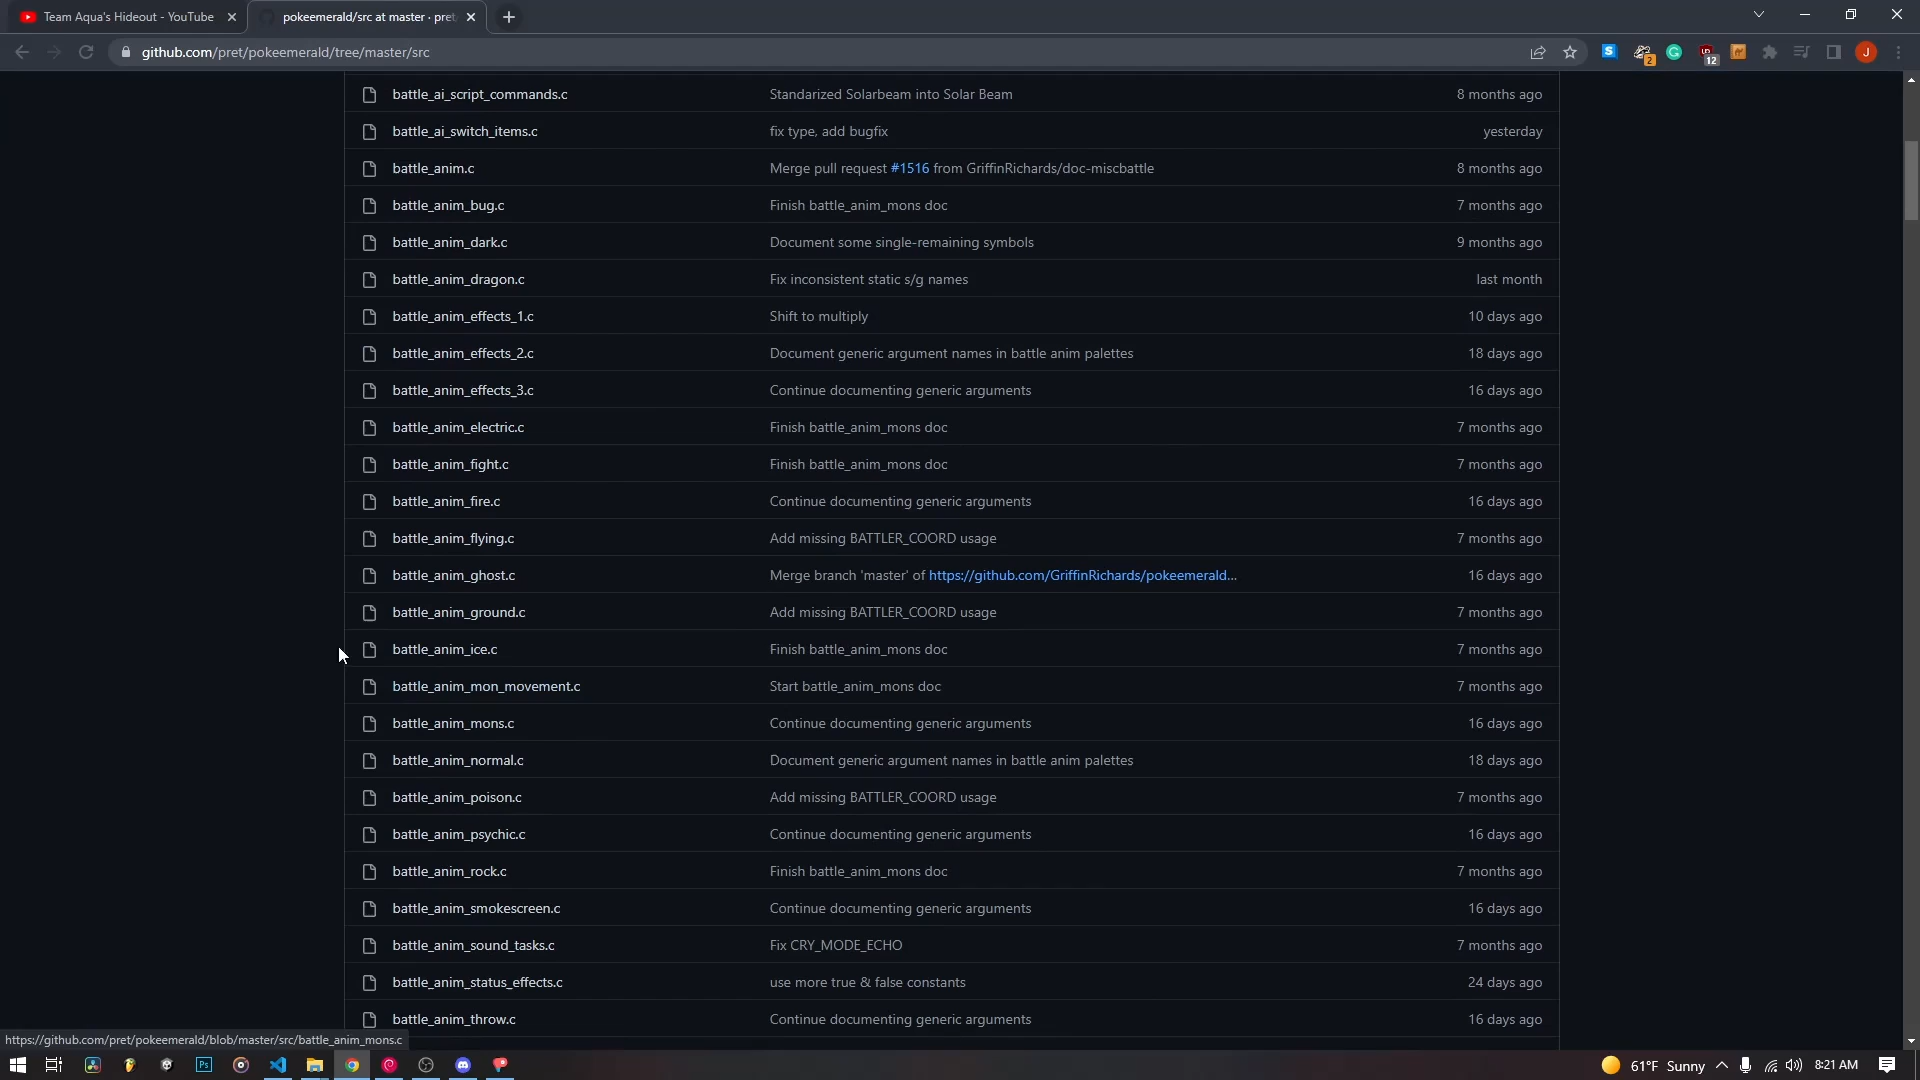 Team Aqua's Hideout - YouTube
pokeemerald/src at master · pret
github.com/pret/pokeemerald/tree/master/src
2
12
J
battle_ai_script_commands.c Standarized Solarbeam into Solar Beam 8 months ago
battle_ai_switch_items.c fix type, add bugfix yesterday
battle_anim.c Merge pull request #1516 from GriffinRichards/doc-miscbattle 8 months ago
battle_anim_bug.c Finish battle_anim_mons doc 7 months ago
battle_anim_dark.c Document some single-remaining symbols 9 months ago
battle_anim_dragon.c Fix inconsistent static s/g names last month
battle_anim_effects_1.c Shift to multiply 10 days ago
battle_anim_effects_2.c Document generic argument names in battle anim palettes 18 days ago
battle_anim_effects_3.c Continue documenting generic arguments 16 days ago
battle_anim_electric.c Finish battle_anim_mons doc 7 months ago
battle_anim_fight.c Finish battle_anim_mons doc 7 months ago
battle_anim_fire.c Continue documenting generic arguments 16 days ago
battle_anim_flying.c Add missing BATTLER_COORD usage 7 months ago
battle_anim_ghost.c Merge branch 'master' of https://github.com/GriffinRichards/pokeemerald... 16 days ago
battle_anim_ground.c Add missing BATTLER_COORD usage 7 months ago
battle_anim_ice.c Finish battle_anim_mons doc 7 months ago
battle_anim_mon_movement.c Start battle_anim_mons doc 7 months ago
battle_anim_mons.c Continue documenting generic arguments 16 days ago
battle_anim_normal.c Document generic argument names in battle anim palettes 18 days ago
battle_anim_poison.c Add missing BATTLER_COORD usage 7 months ago
battle_anim_psychic.c Continue documenting generic arguments 16 days ago
battle_anim_rock.c Finish battle_anim_mons doc 7 months ago
battle_anim_smokescreen.c Continue documenting generic arguments 16 days ago
battle_anim_sound_tasks.c Fix CRY_MODE_ECHO 7 months ago
battle_anim_status_effects.c use more true & false constants 24 days ago
battle_anim_throw.c Continue documenting generic arguments 16 days ago
https://github.com/pret/pokeemerald/blob/master/src/battle_anim_mons.c
Ps
61°F Sunny 8:21 AM